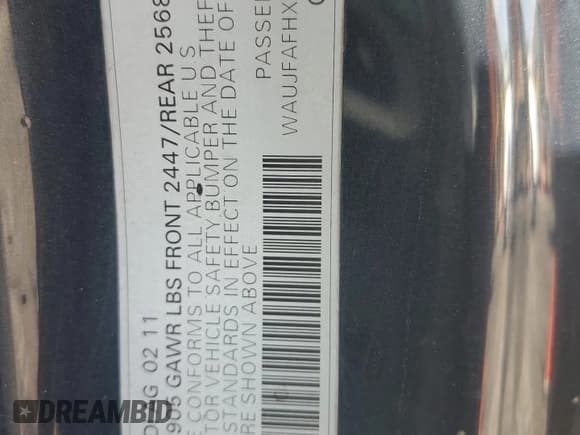 G 02 11
GAWR LBS FRONT 2447/REAR 2568
CONFORMS TO ALL APPLICABLE U S
TOR VEHICLE SAFETY, BUMPER AND THEF
STANDARDS IN EFFECT ON THE DATE OF
RE SHOWN ABOVE
PASSE
WAUJFAFHX
DREAMBID